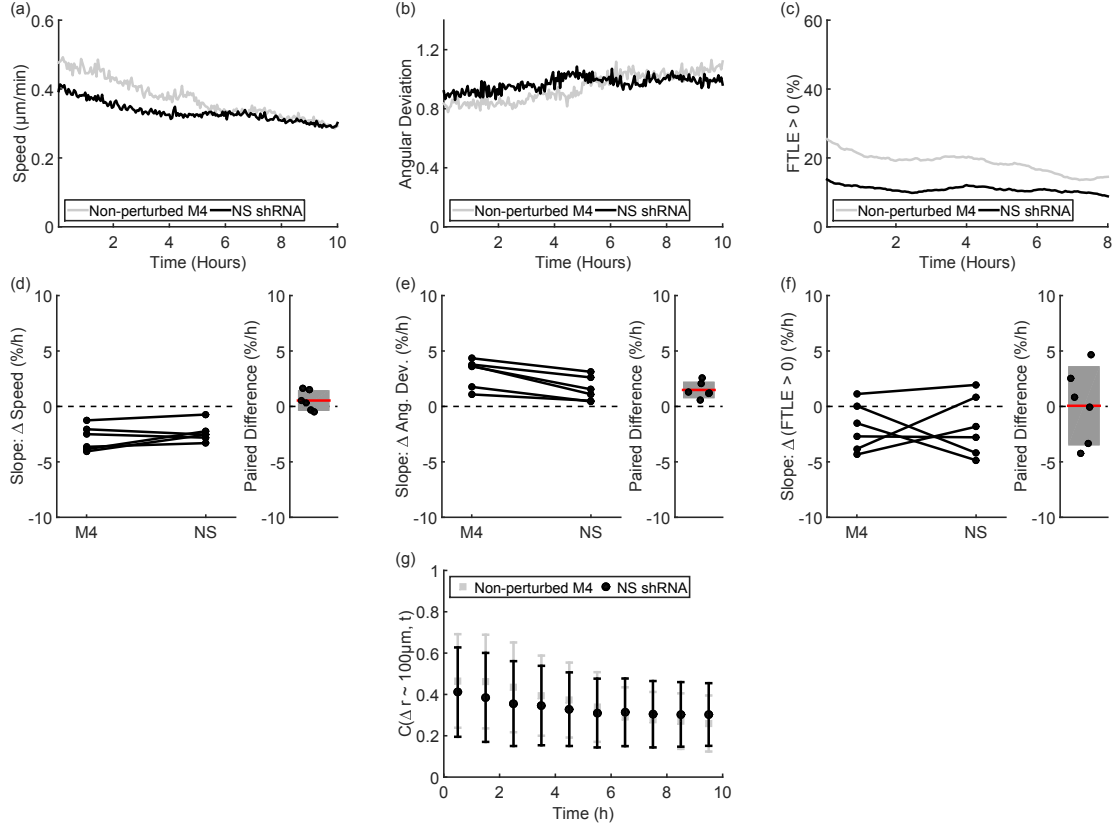 (a)
0.6
0.4
0.2
0
Speed (µm/min)
Non-perturbed M4 NS shRNA
2 4 6 8 10
Time (Hours)
(b)
1.2
0.8
0.4
0
Angular Deviation
Non-perturbed M4 NS shRNA
2 4 6 8 10
Time (Hours)
(c)
60
40
20
0
FTLE > 0 (%)
Non-perturbed M4 NS shRNA
0 2 4 6 8
Time (Hours)
(d)
10
5
0
-5
-10
Slope: Δ Speed (%/h)
M4 NS
10
5
0
-5
-10
Paired Difference (%/h)
(e)
10
5
0
-5
-10
Slope: Δ Ang. Dev. (%/h)
M4 NS
10
5
0
-5
-10
Paired Difference (%/h)
(f)
10
5
0
-5
-10
Slope: Δ (FTLE > 0) (%/h)
M4 NS
10
5
0
-5
-10
Paired Difference (%/h)
(g)
1
0.8
0.6
0.4
0.2
0
C(Δ r ~ 100µm, t)
Non-perturbed M4 NS shRNA
0 2 4 6 8 10
Time (h)